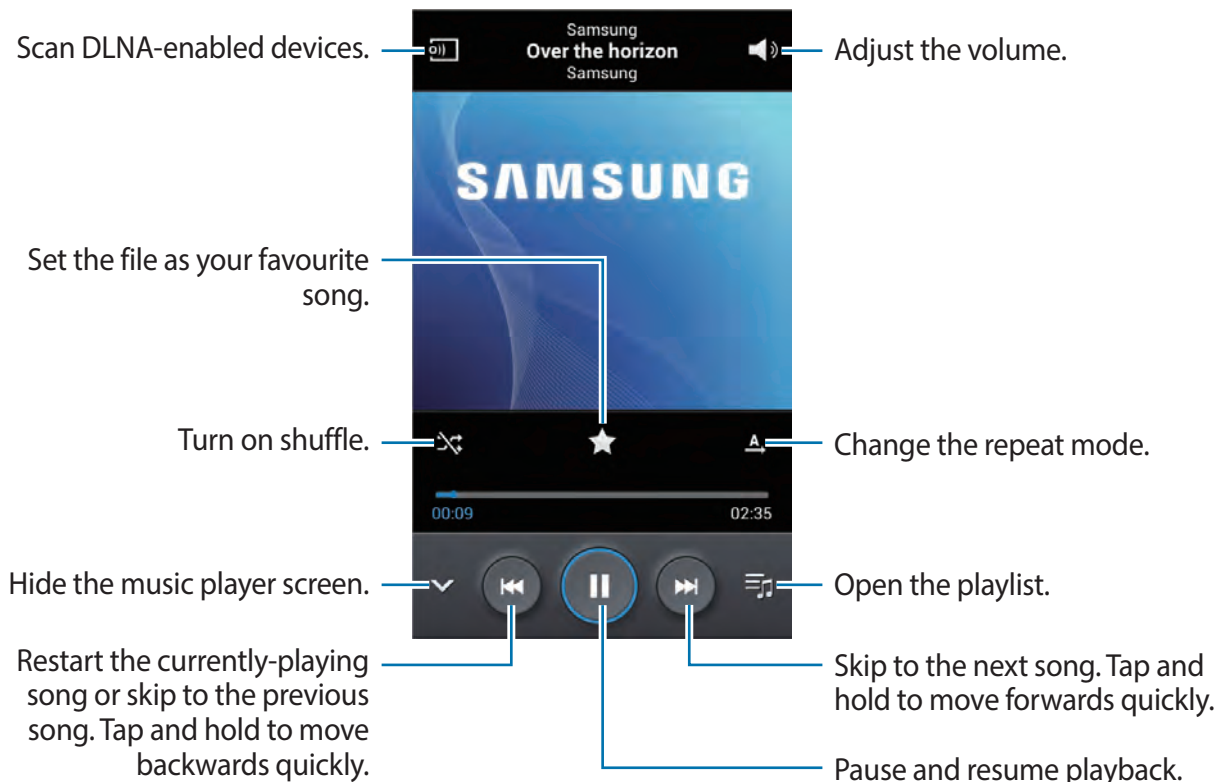 Samsung
Scan DLNA-enabled devices.
Over the horizon
Adjust the volume.
Samsung
SAMSUNG
Set the file as your favourite
song.
Turn on shuffle.
A
Change the repeat mode.
00:09
02:35
Hide the music player screen.
Open the playlist.
Restart the currently-playing
song or skip to the previous
song. Tap and hold to move
backwards quickly.
Skip to the next song. Tap and
hold to move forwards quickly.
Pause and resume playback.